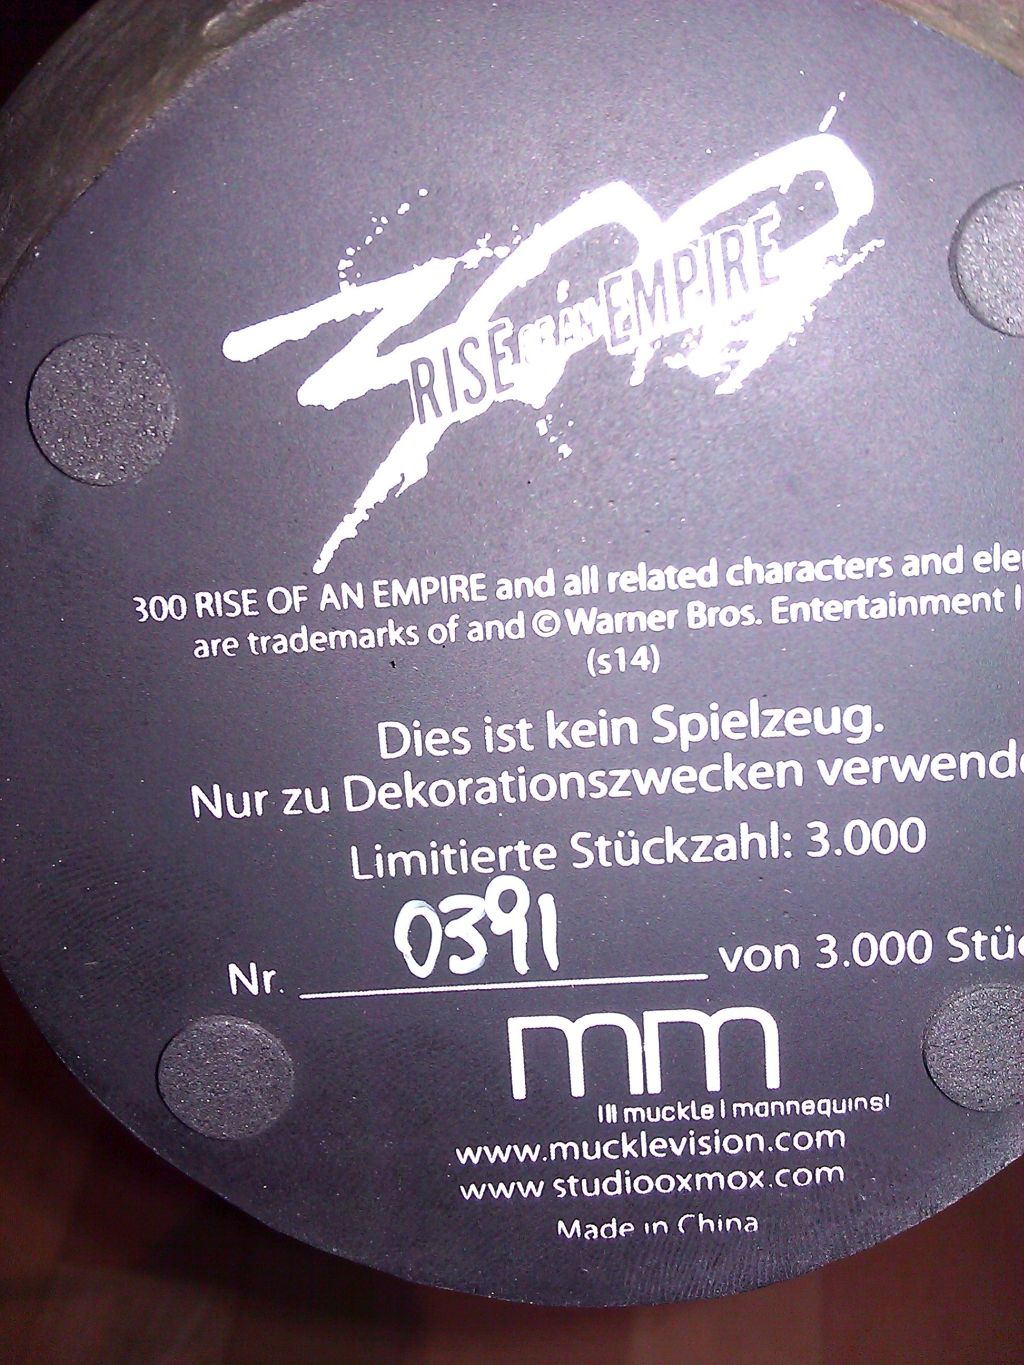 300
RISE OF AN EMPIRE
300 RISE OF AN EMPIRE and all related characters and ele
are trademarks of and © Warner Bros. Entertainment I
(s14)
Dies ist kein Spielzeug.
Nur zu Dekorationszwecken verwende
Limitierte Stückzahl: 3.000
Nr. 0391 von 3.000 Stüc
mm
muckle | mannequins!
www.mucklevision.com
www studiooxmox.com
Made in China